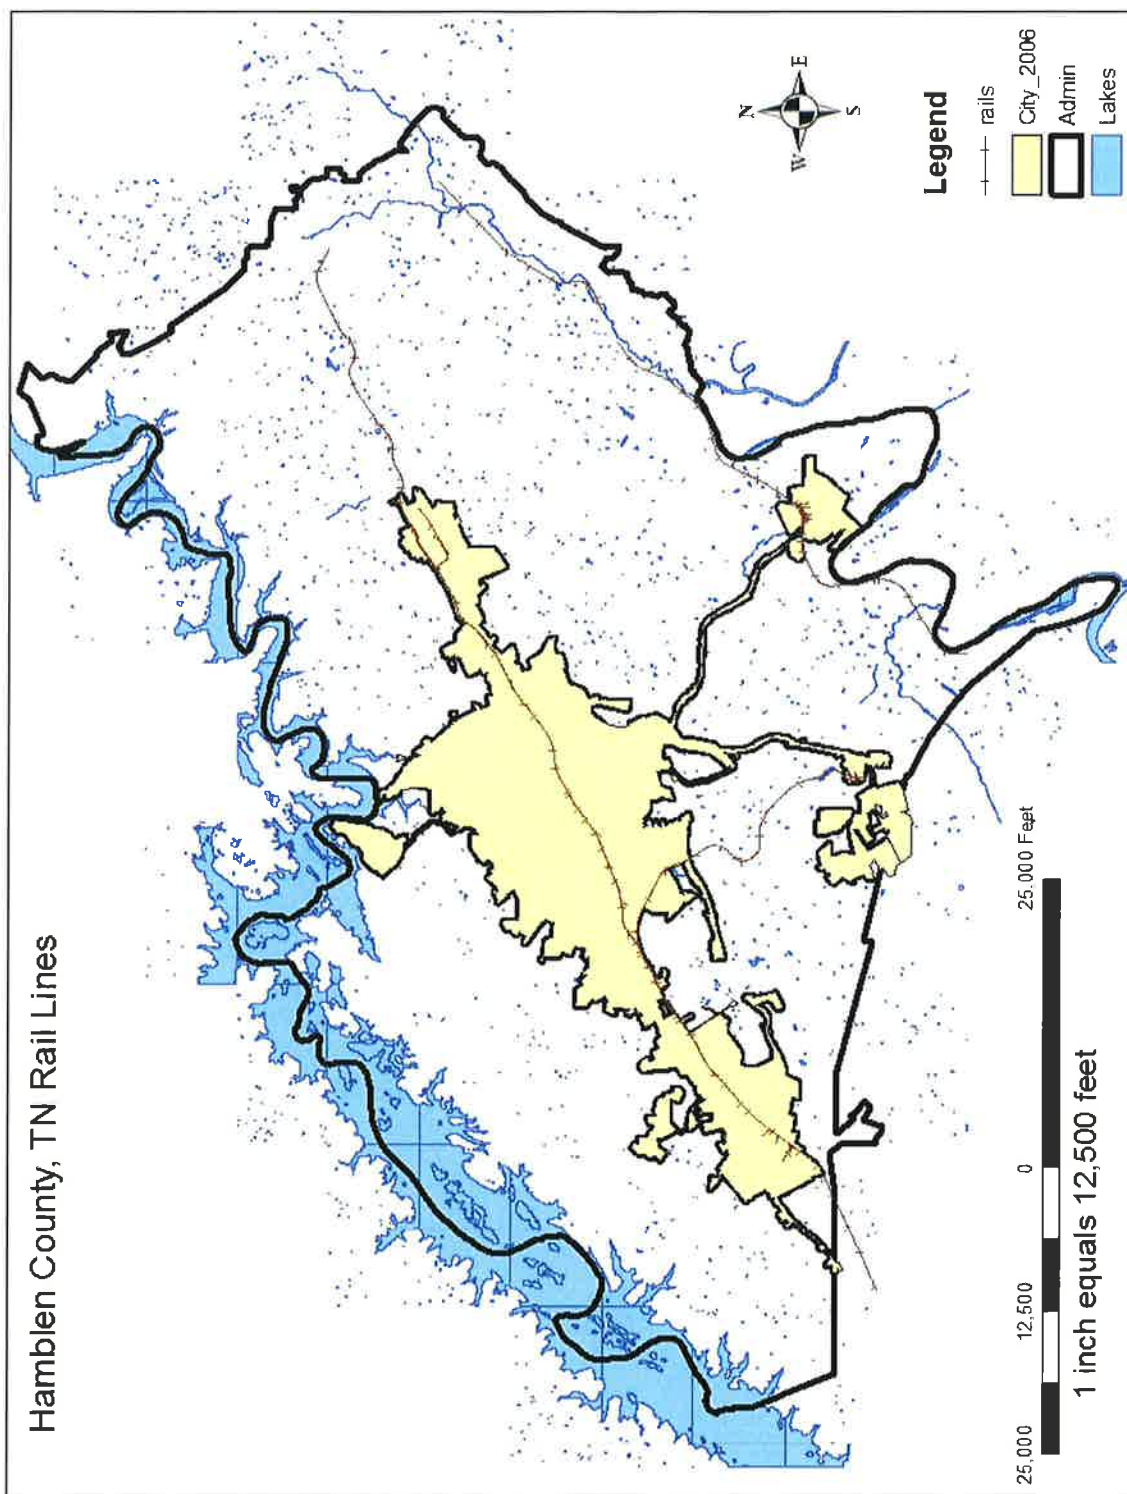 Hamblen County, TN Rail Lines
N
W
E
S
Legend
rails
City_2006
Admin
Lakes
25,000 12,500 0 25,000 Feet
1 inch equals 12,500 feet